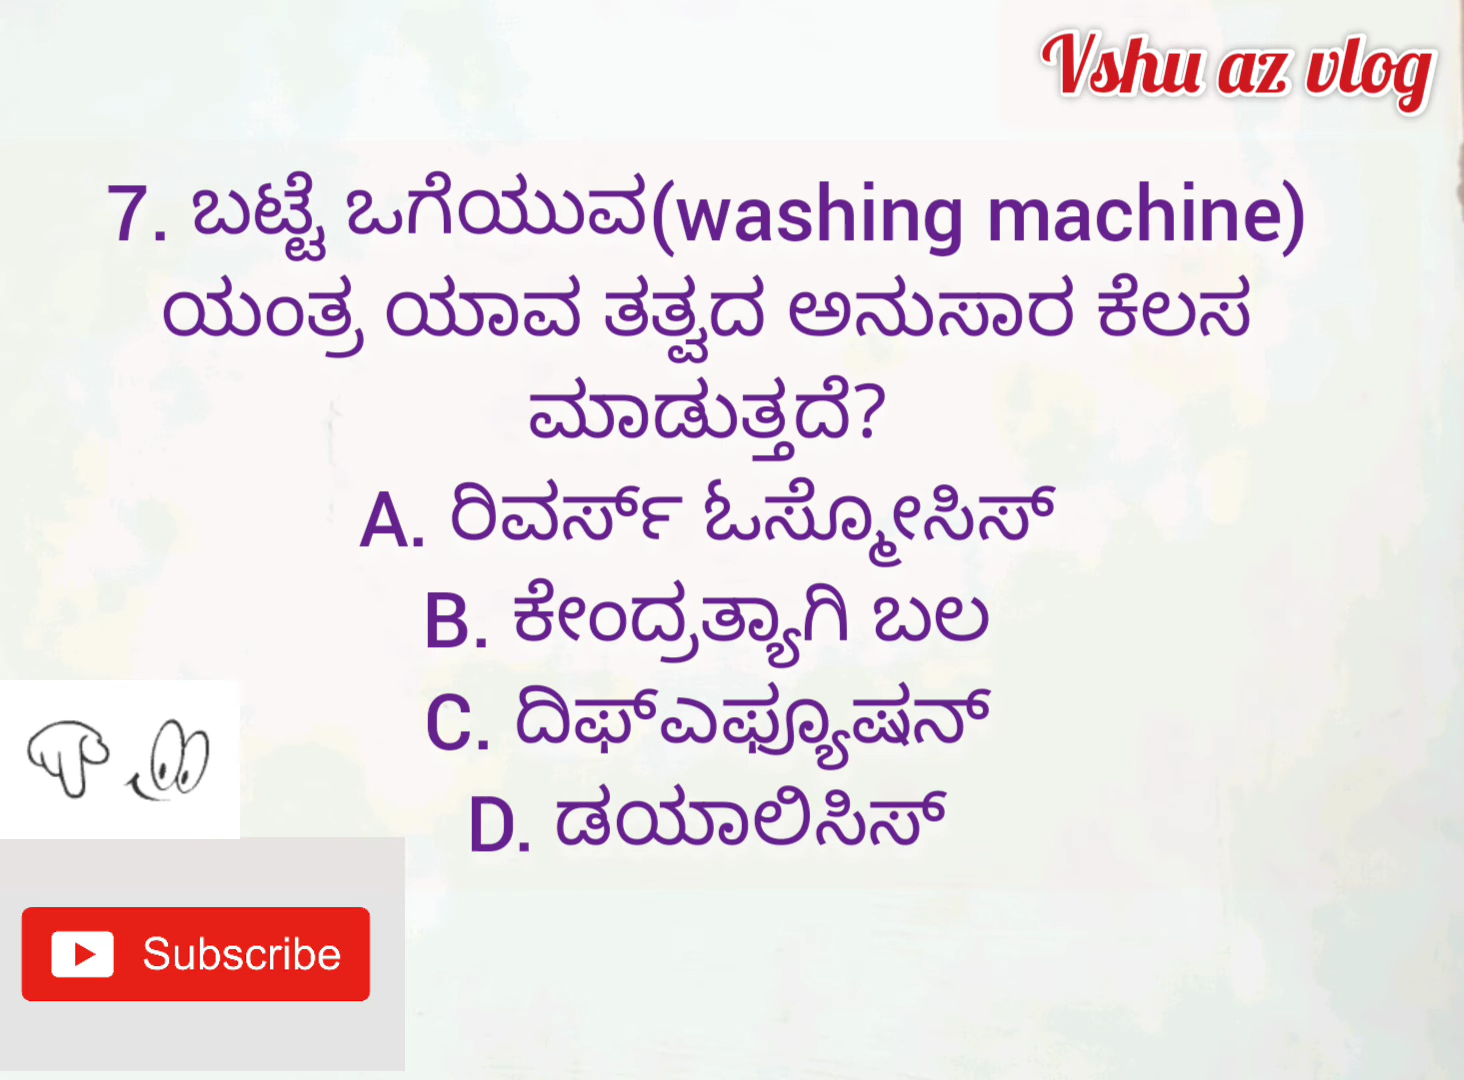 Vshu az vlog
7. ಬಟ್ಟೆ ಒಗೆಯುವ(washing machine)
ಯಂತ್ರ ಯಾವ ತತ್ವದ ಅನುಸಾರ ಕೆಲಸ
ಮಾಡುತ್ತದೆ?
A. ರಿವರ್ಸ್ ಓಸ್ಮೋಸಿಸ್
B. ಕೇಂದ್ರತ್ಯಾಗಿ ಬಲ
C. ದಿಫ್ಎಫ್ಯೂಷನ್
D. ಡಯಾಲಿಸಿಸ್
Subscribe